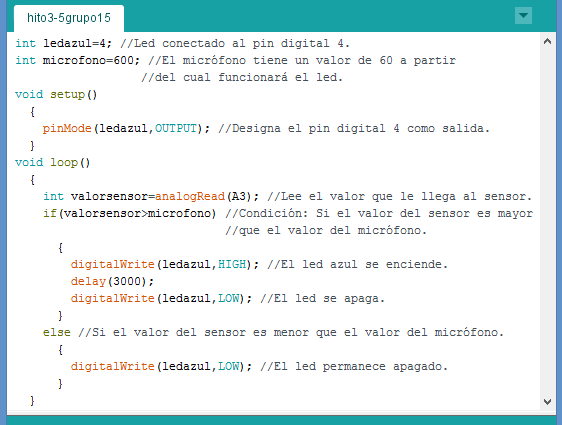 hito3-5grupo15
int ledazul=4; //Led conectado al pin digital 4.
int microfono=600; //El micrófono tiene un valor de 60 a partir
//del cual funcionará el led.
void setup()
{
pinMode(ledazul,OUTPUT); //Designa el pin digital 4 como salida.
}
void loop()
{
int valorsensor=analogRead(A3); //Lee el valor que le llega al sensor.
if(valorsensor>microfono) //Condición: Si el valor del sensor es mayor
//que el valor del micrófono.
{
digitalWrite(ledazul,HIGH); //El led azul se enciende.
delay(3000);
digitalWrite(ledazul,LOW); //El led se apaga.
}
else //Si el valor del sensor es menor que el valor del micrófono.
{
digitalWrite(ledazul,LOW); //El led permanece apagado.
}
}